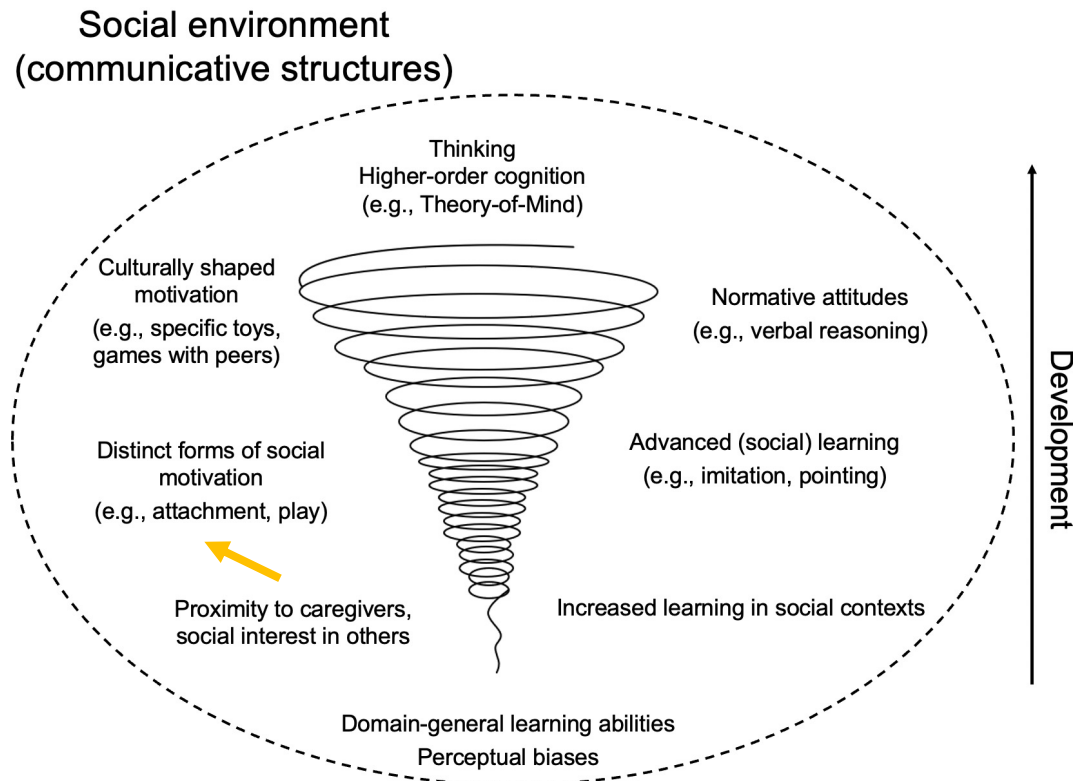 Social environment
(communicative structures)
Thinking
Higher-order cognition
(e.g., Theory-of-Mind)
Culturally shaped
motivation
(e.g., specific toys,
games with peers)
Normative attitudes
(e.g., verbal reasoning)
Distinct forms of social
motivation
(e.g., attachment, play)
Advanced (social) learning
(e.g., imitation, pointing)
Proximity to caregivers,
social interest in others
Increased learning in social contexts
Domain-general learning abilities
Perceptual biases
Development